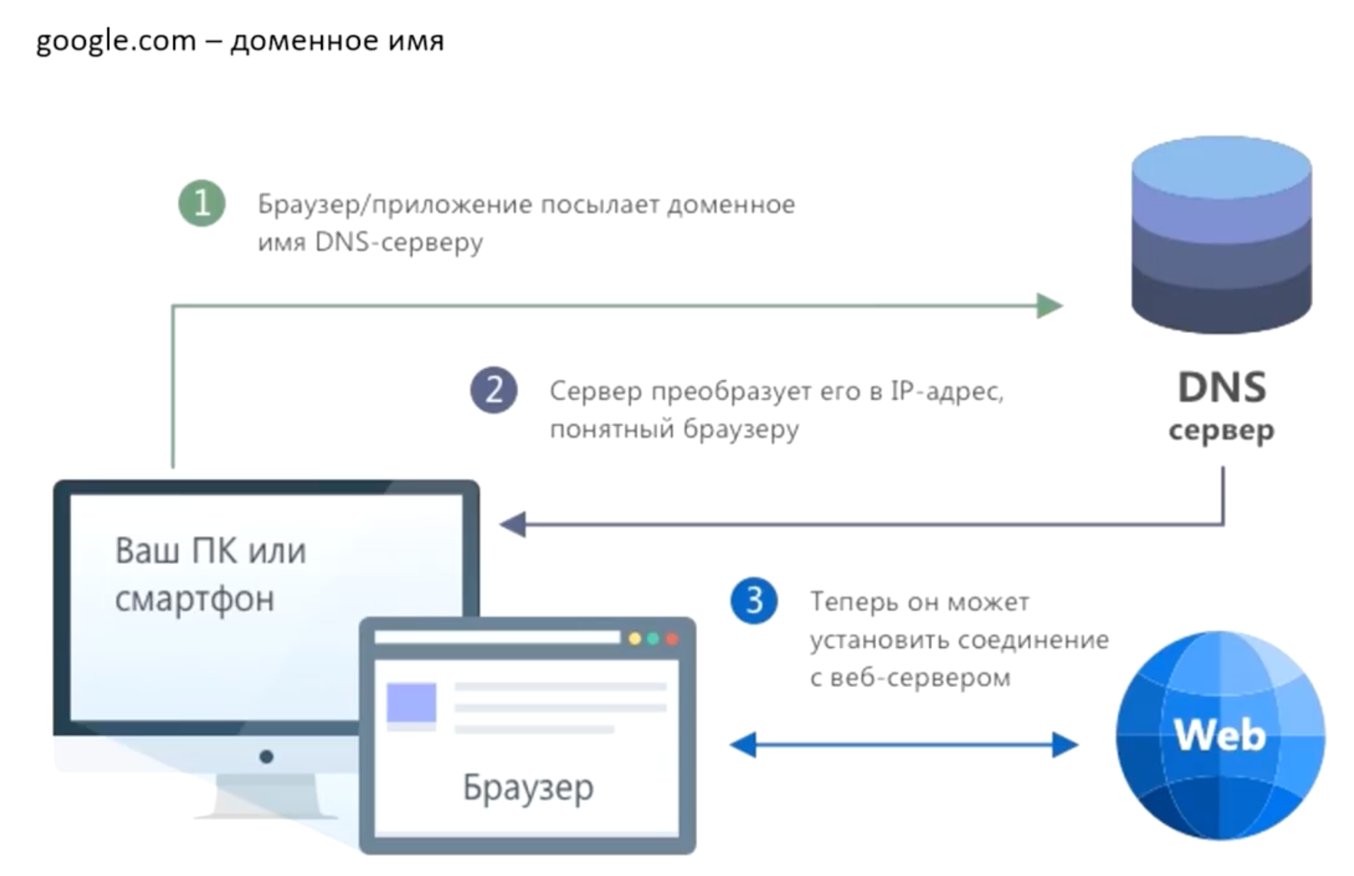 google.com – доменное имя
1
Браузер/приложение посылает доменное
имя DNS-серверу
2
Сервер преобразует его в IP-адрес,
понятный браузеру
DNS
сервер
Ваш ПК или
смартфон
3
Теперь он может
установить соединение
с веб-сервером
Web
Браузер